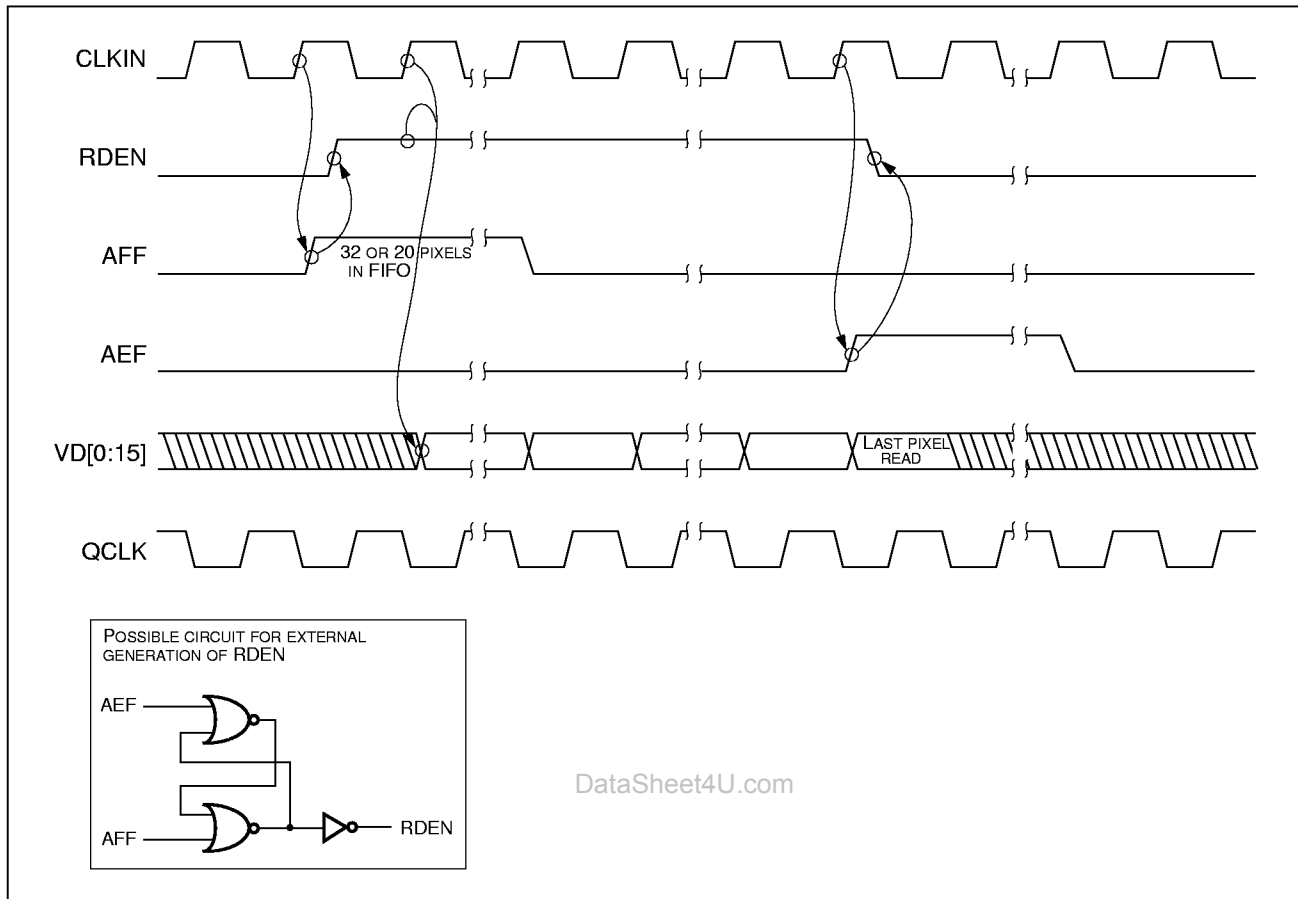 CLKIN
RDEN
AFF
32 OR 20 PIXELS
IN FIFO
AEF
VD[0:15]
LAST PIXEL
READ
QCLK
POSSIBLE CIRCUIT FOR EXTERNAL
GENERATION OF RDEN
AEF
AFF
RDEN
DataSheet4U.com